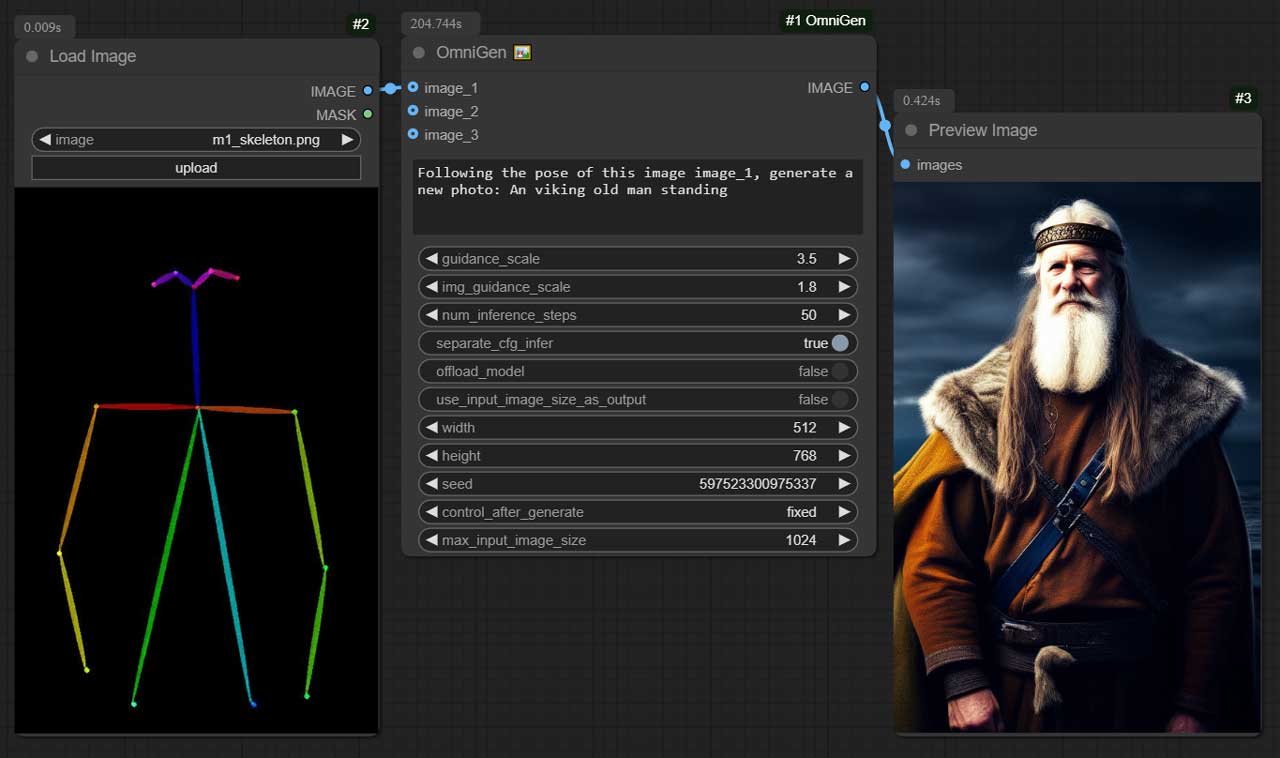 0.009s
#2
Load Image
IMAGE
MASK
image m1_skeleton.png
upload
204.744s
#1 OmniGen
OmniGen
image_1 IMAGE
image_2
image_3
Following the pose of this image image_1, generate a
new photo: An viking old man standing
guidance_scale 3.5
img_guidance_scale 1.8
num_inference_steps 50
separate_cfg_infer true
offload_model false
use_input_image_size_as_output false
width 512
height 768
seed 597523300975337
control_after_generate fixed
max_input_image_size 1024
0.424s
#3
Preview Image
images